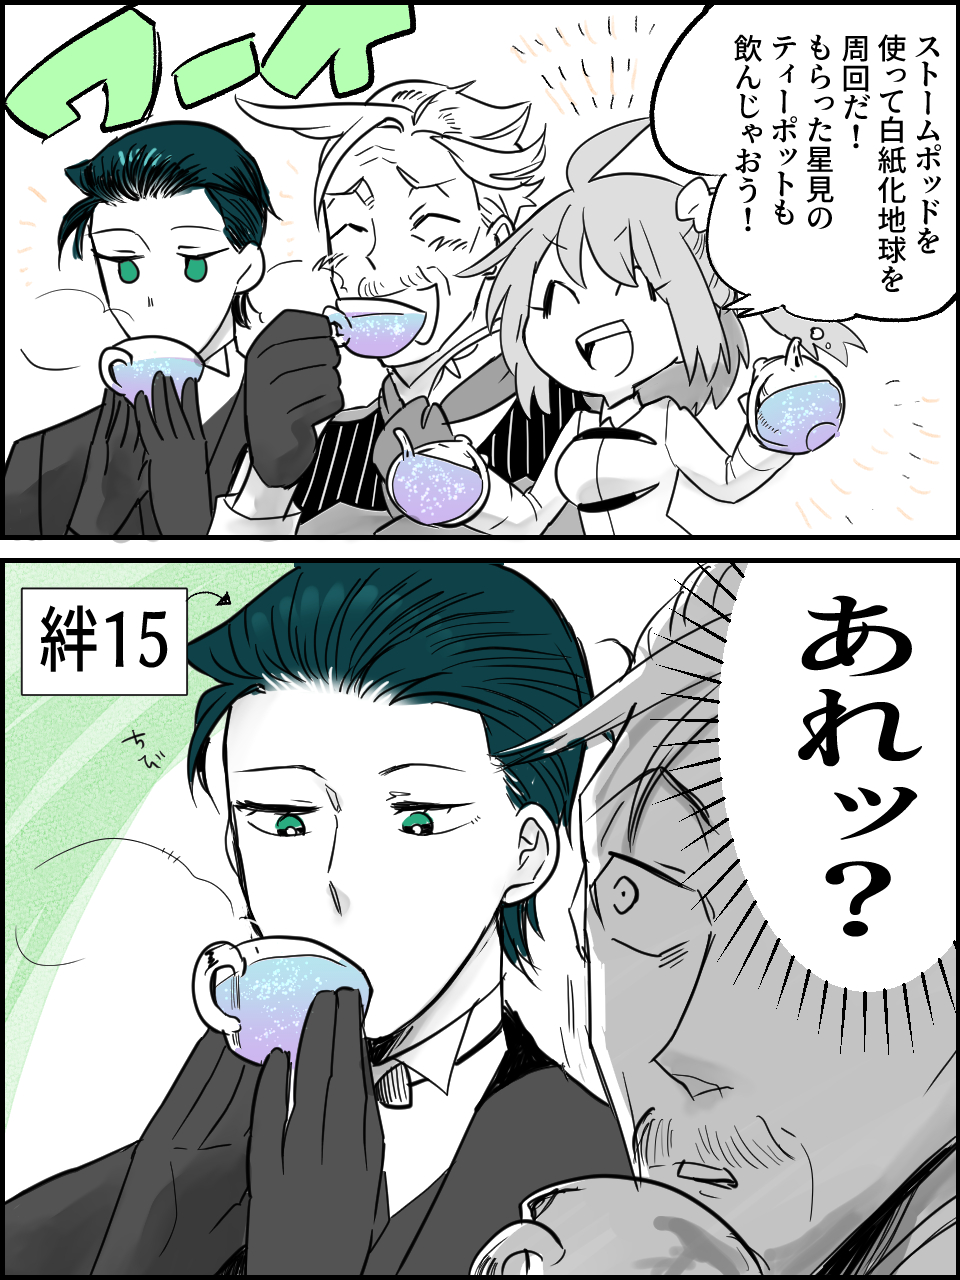 ストームポッドを
使って白紙化地球を
周回だ！
もらった星見の
ティーポットも
飲んじゃおう！
ワーイ
絆15
ちび
あれッ？